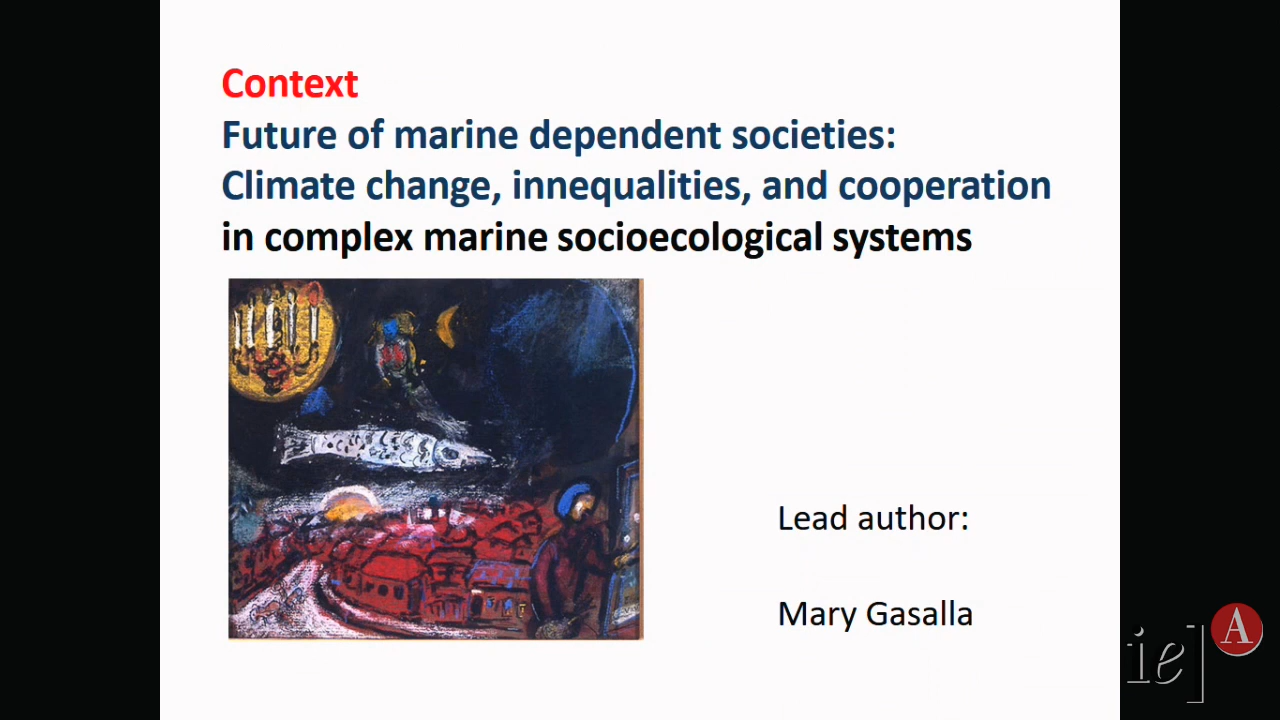 Context
Future of marine dependent societies:
Climate change, innequalities, and cooperation
in complex marine socioecological systems
Lead author:
Mary Gasalla
ie]
A